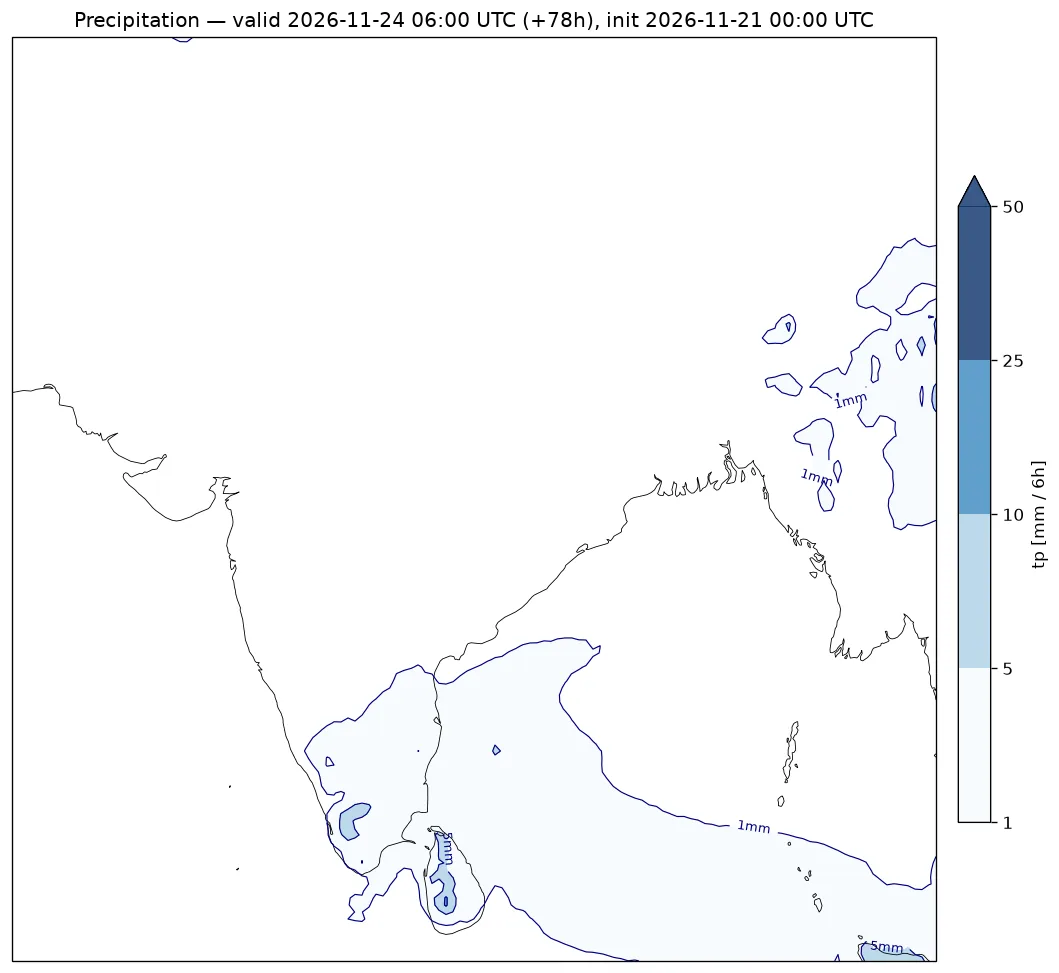 Precipitation — valid 2026-11-24 06:00 UTC (+78h), init 2026-11-21 00:00 UTC
50
25
1mm
1mm
10
tp [mm / 6h]
5
1mm
1
5mm
5mm